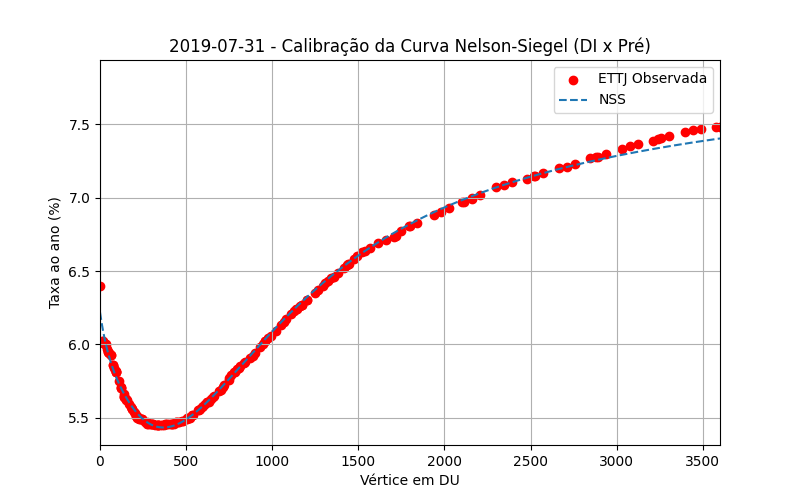 2019-07-31 - Calibração da Curva Nelson-Siegel (DI x Pré)
ETTJ Observada
NSS
Taxa ao ano (%)
7.5
7.0
6.5
6.0
5.5
0 500 1000 1500 2000 2500 3000 3500
Vértice em DU